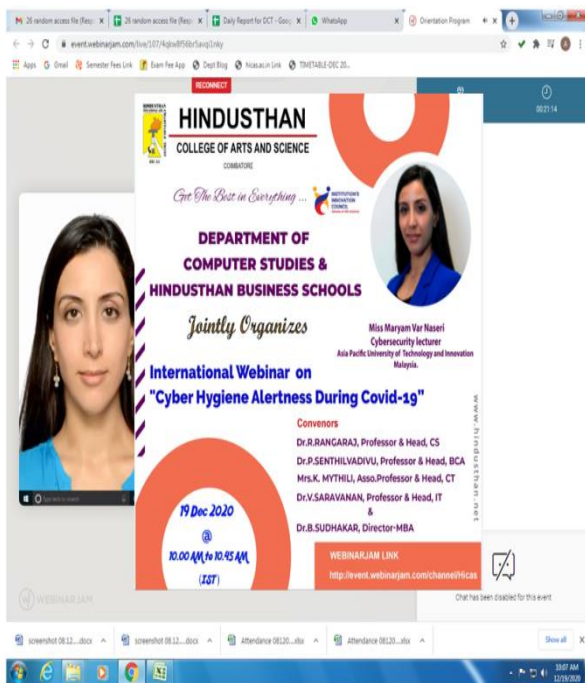 26 random access file (Resp
26 random access file (Resp
Daily Report for DCT - Goog
WhatsApp
Orientation Program
event.webinarjam.com/live/107/
Apps
Gmail
Semester Fees Link
Exam Fee App
Dept Blog
hicas.ac.in Link
TIMETABLE-DEC 20...
RECONNECT
00:21:14
HINDUSTHAN
COLLEGE OF ARTS AND SCIENCE
COIMBATORE
Get The Best in Everything ...
INSTITUTION'S
INNOVATION
COUNCIL
DEPARTMENT OF
COMPUTER STUDIES &
HINDUSTHAN BUSINESS SCHOOLS
Jointly Organizes
Miss Maryam Var Naseri
Cybersecurity lecturer
Asia Pacific University of Technology and Innovation
Malaysia.
International Webinar on
"Cyber Hygiene Alertness During Covid-19"
Convenors
Dr.R.RANGARAJ, Professor & Head, CS
Dr.P.SENTHILVADIVU, Professor & Head, BCA
Mrs.K. MYTHILI, Asso.Professor & Head, CT
Dr.V.SARAVANAN, Professor & Head, IT
&
Dr.B.SUDHAKAR, Director-MBA
www.hindusthan.net
19 Dec 2020
@
10.00 AM to 10.45 AM
(IST)
WEBINARJAM LINK
http://event.webinarjam.com/channel/Hicas
Type here to search
WEBINARJAM
Chat has been disabled for this event
screenshot 08.12....docx
screenshot 08.12....docx
Attendance 08120....xlsx
Attendance 08120....xlsx
Show all
10:07 AM
12/19/2020